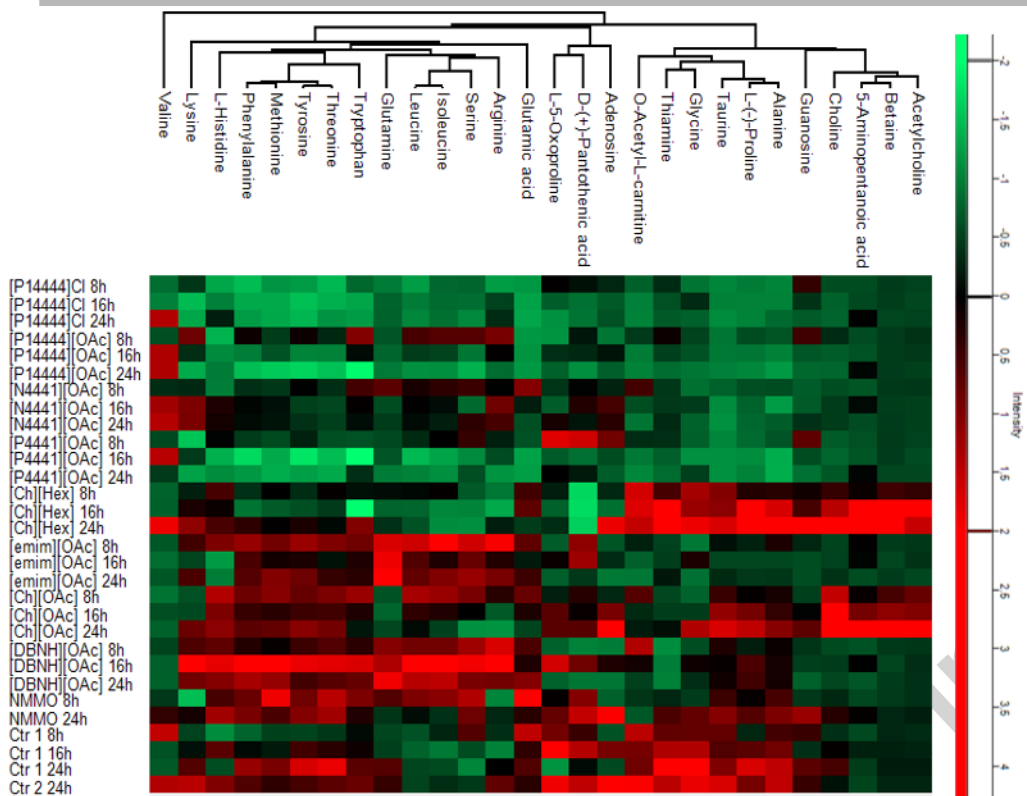 Valine
Lysine
L-Histidine
Phenylalanine
Methionine
Tyrosine
Threonine
Tryptophan
Glutamine
Leucine
Isoleucine
Serine
Arginine
Glutamic acid
L-5-Oxoproline
D-(+)-Pantothenic acid
Adenosine
O-Acetyl-L-carnitine
Thiamine
Glycine
Taurine
L-(-)-Proline
Alanine
Guanosine
Choline
5-Aminopentanoic acid
Betaine
Acetylcholine
-2
-1.5
-1
-0.5
0
0.5
1
1.5
2
2.5
3
3.5
4
Intensity
[P14444]Cl 8h
[P14444]Cl 16h
[P14444]Cl 24h
[P14444][OAc] 8h
[P14444][OAc] 16h
[P14444][OAc] 24h
[N4441][OAc] 8h
[N4441][OAc] 16h
[N4441][OAc] 24h
[P4441][OAc] 8h
[P4441][OAc] 16h
[P4441][OAc] 24h
[Ch][Hex] 8h
[Ch][Hex] 16h
[Ch][Hex] 24h
[emim][OAc] 8h
[emim][OAc] 16h
[emim][OAc] 24h
[Ch][OAc] 8h
[Ch][OAc] 16h
[Ch][OAc] 24h
[DBNH][OAc] 8h
[DBNH][OAc] 16h
[DBNH][OAc] 24h
NMMO 8h
NMMO 24h
Ctr 1 8h
Ctr 1 16h
Ctr 1 24h
Ctr 2 24h